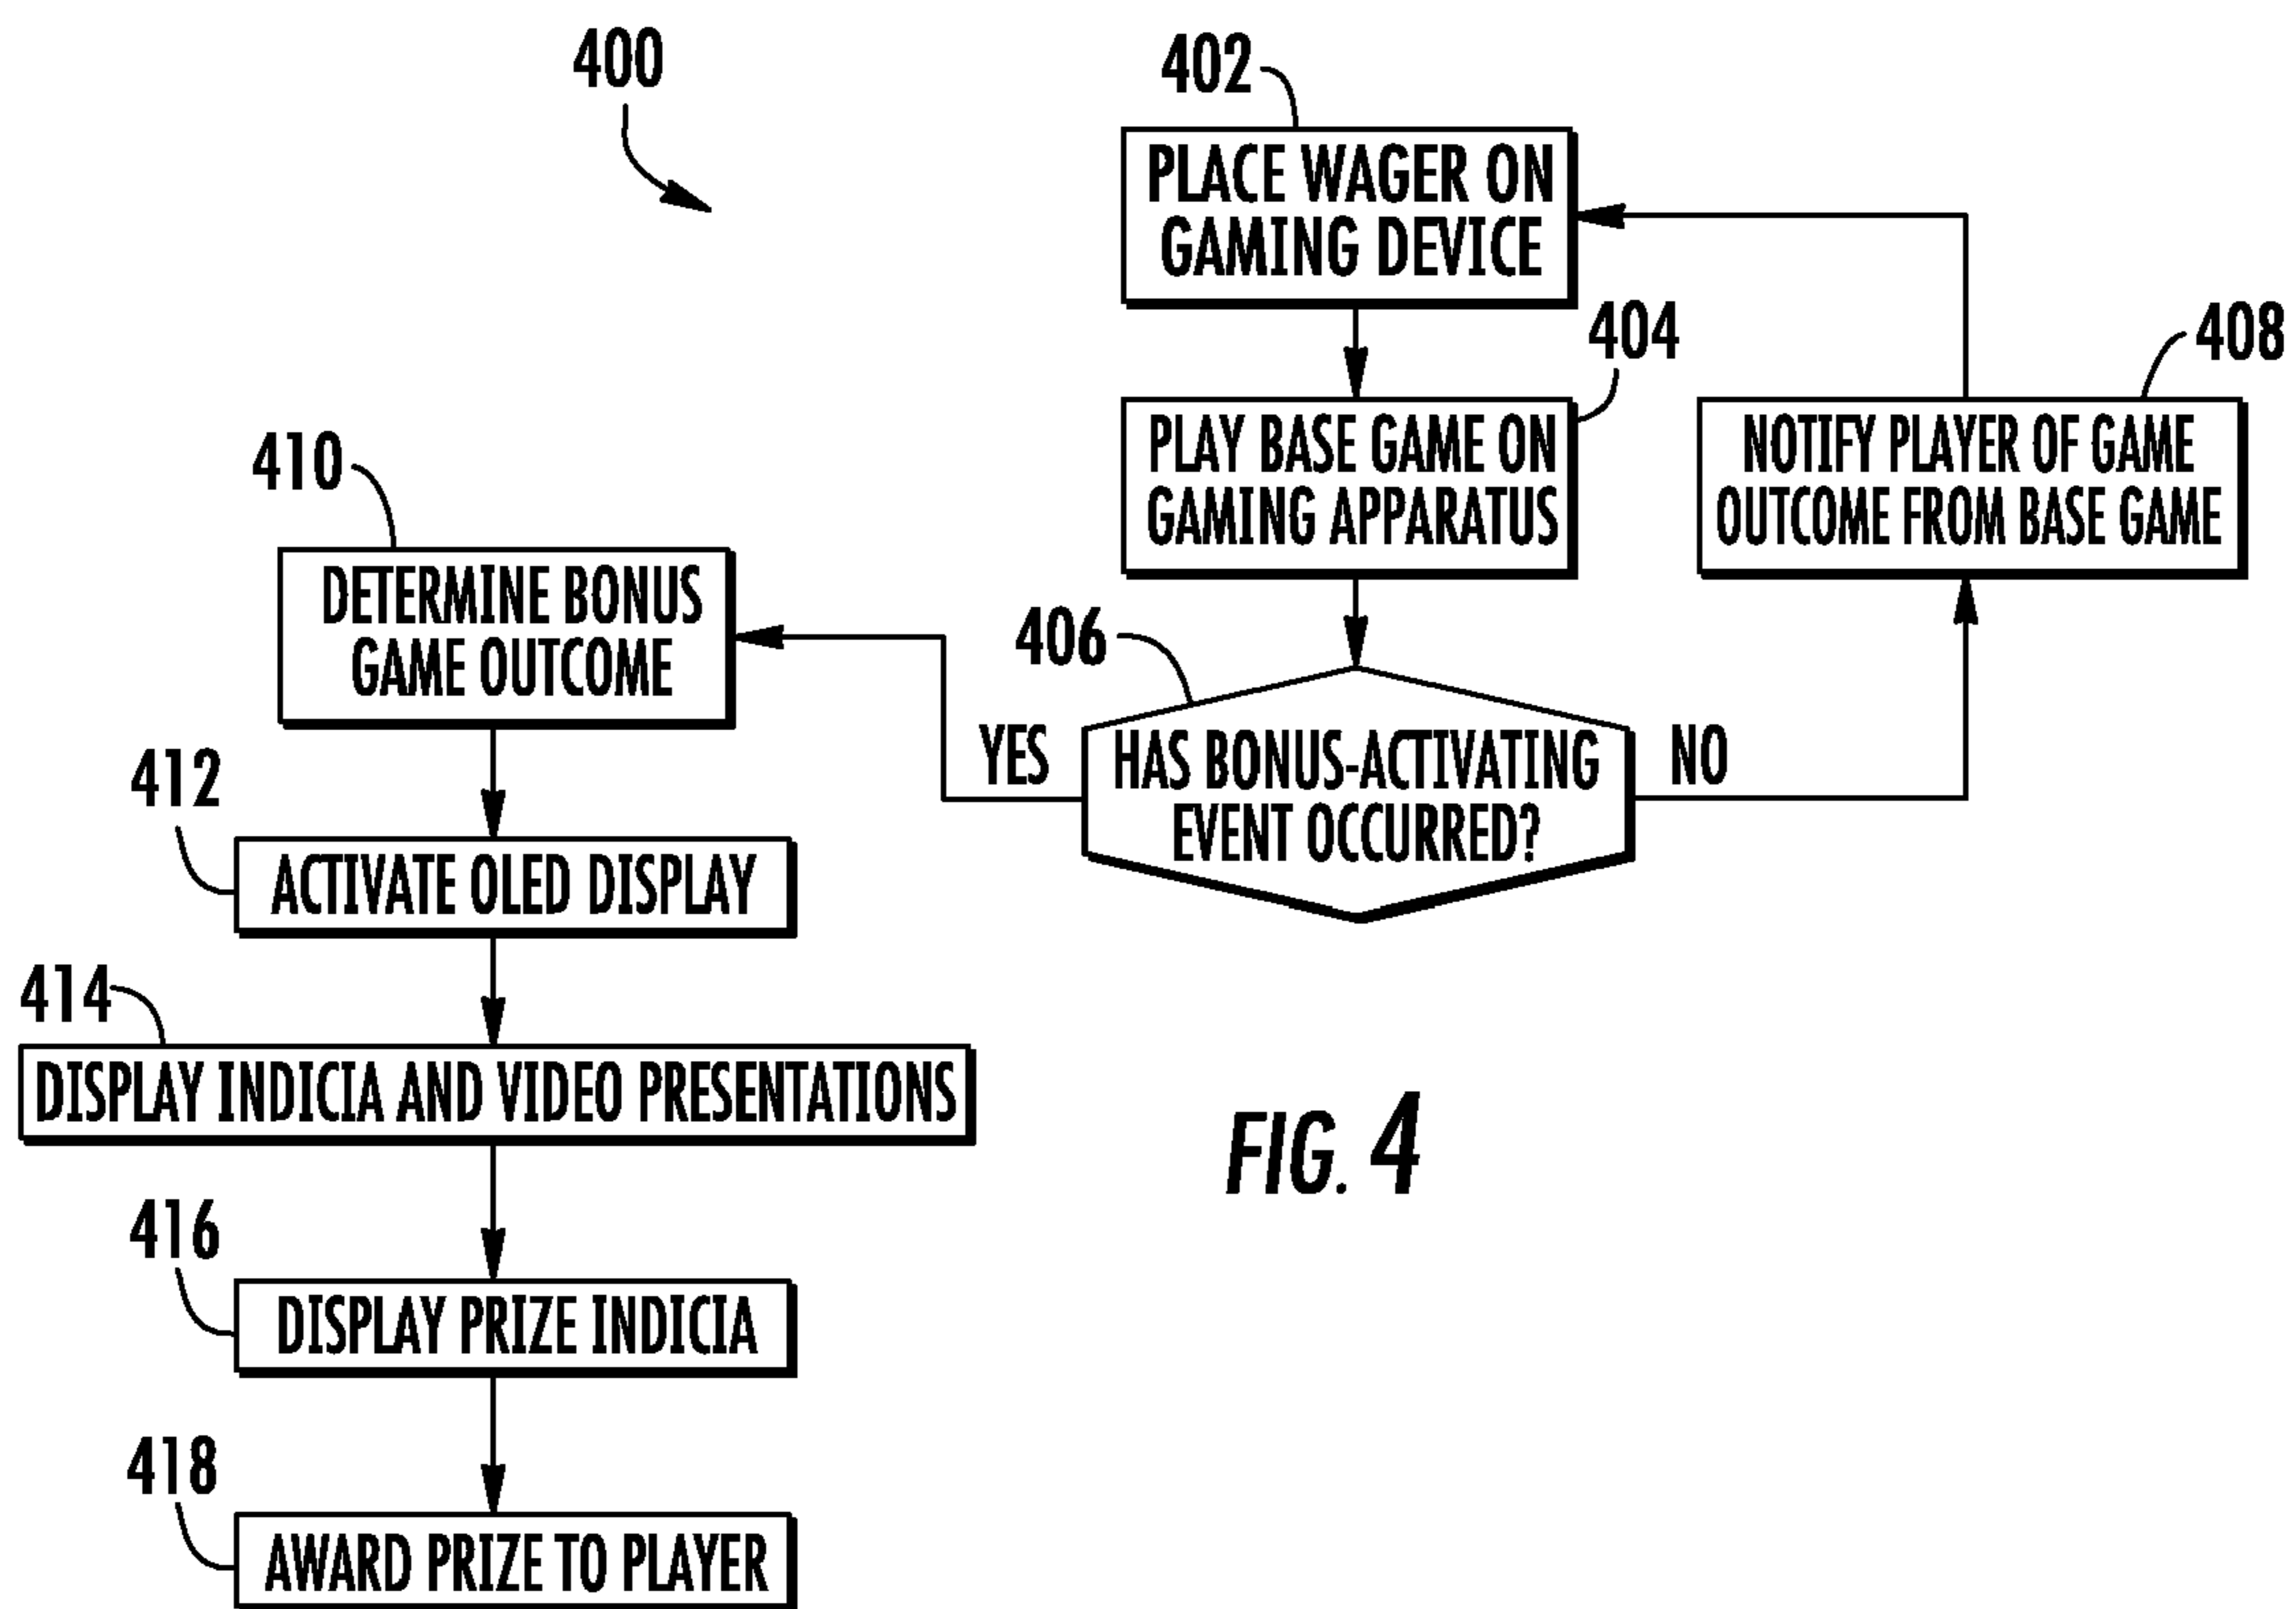 400
402
PLACE WAGER ON
GAMING DEVICE
404
PLAY BASE GAME ON
GAMING APPARATUS
408
NOTIFY PLAYER OF GAME
OUTCOME FROM BASE GAME
406
HAS BONUS-ACTIVATING
EVENT OCCURRED?
YES
NO
410
DETERMINE BONUS
GAME OUTCOME
412
ACTIVATE OLED DISPLAY
414
DISPLAY INDICIA AND VIDEO PRESENTATIONS
416
DISPLAY PRIZE INDICIA
418
AWARD PRIZE TO PLAYER
FIG. 4